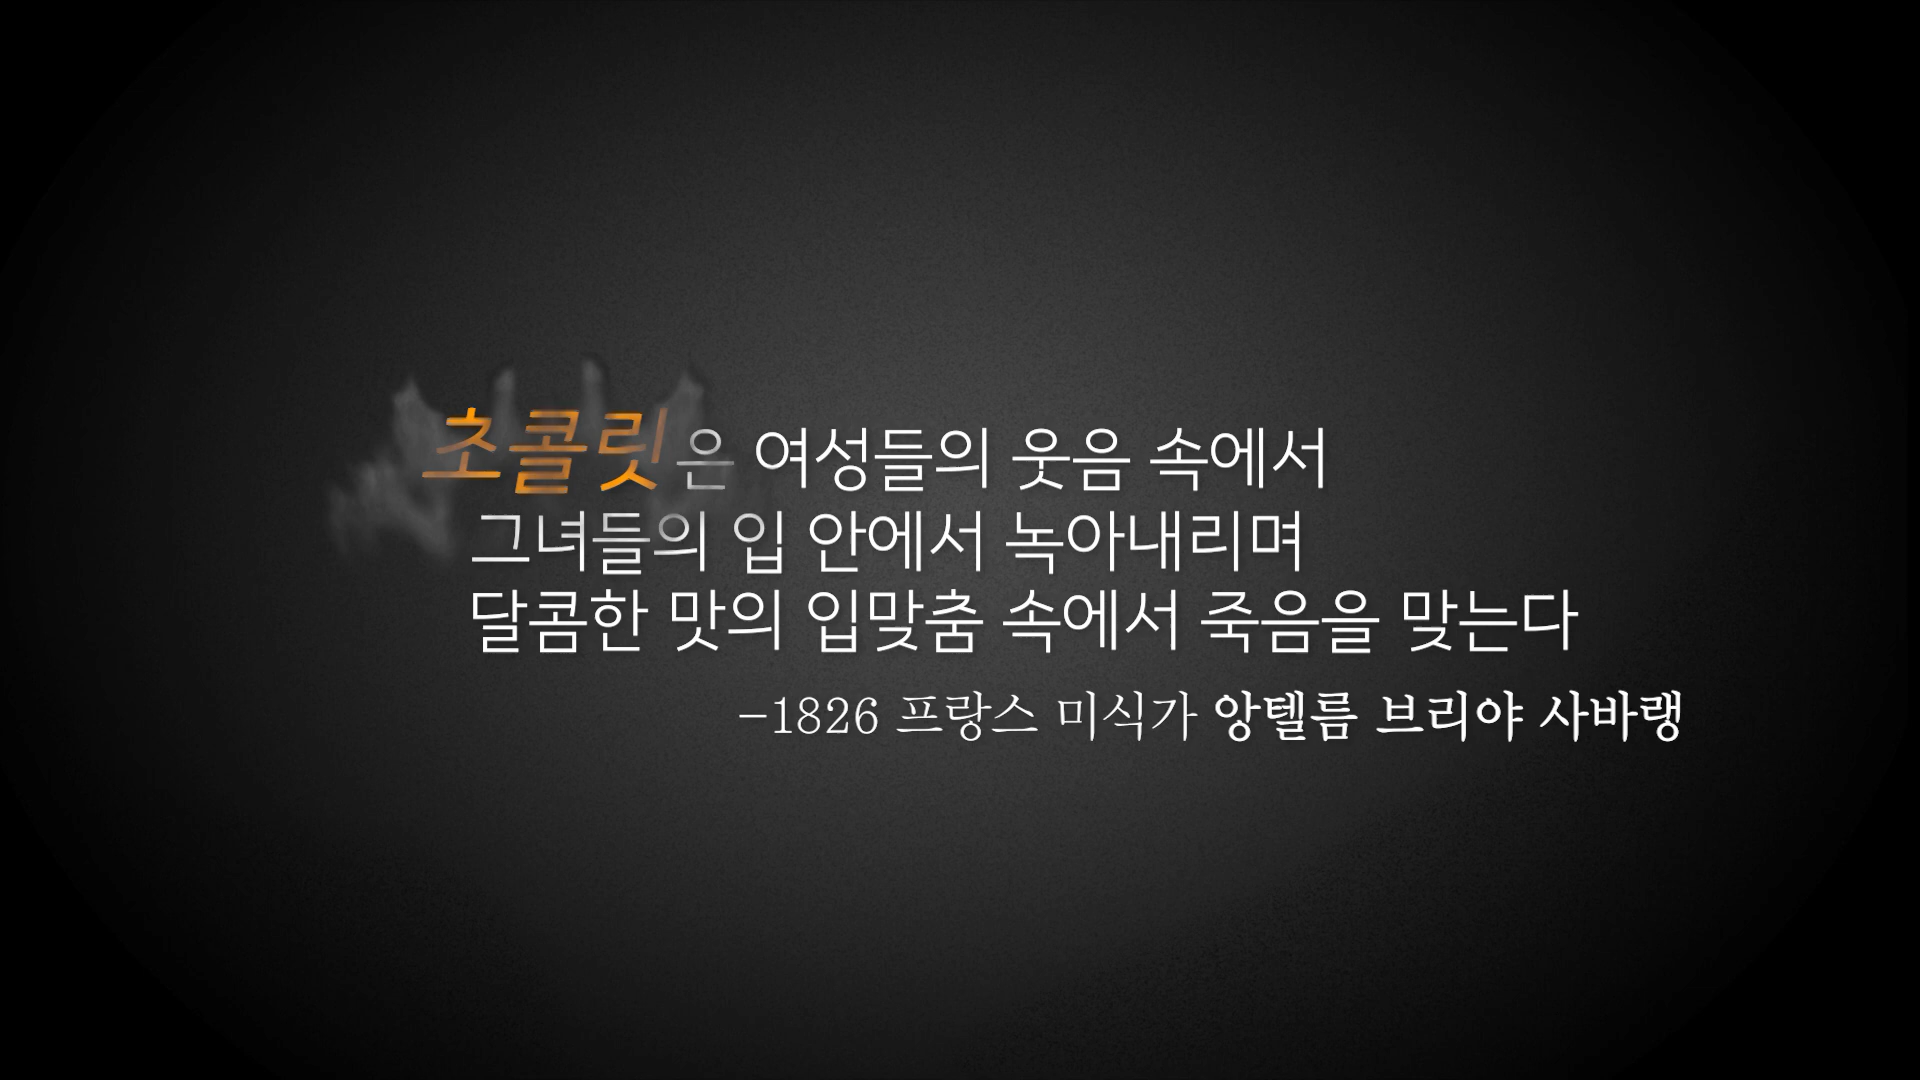 초콜릿은 여성들의 웃음 속에서
그녀들의 입 안에서 녹아내리며
달콤한 맛의 입맞춤 속에서 죽음을 맞는다
-1826 프랑스 미식가 앙텔름 브리야 사바랭